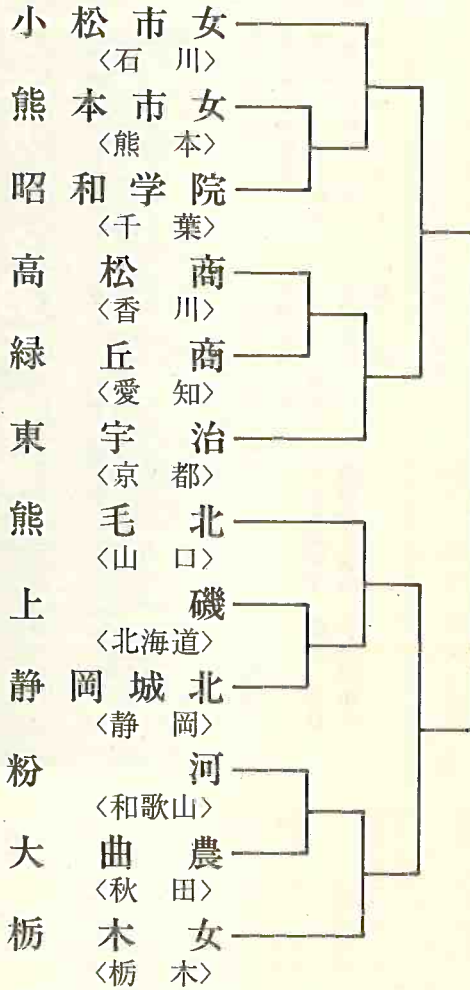 小松市女
〈石川〉
熊本市女
〈熊本〉
昭和学院
〈千葉〉
高松商
〈香川〉
緑丘商
〈愛知〉
東宇治
〈京都〉
熊毛北
〈山口〉
上磯
〈北海道〉
静岡城北
〈静岡〉
粉河
〈和歌山〉
大曲農
〈秋田〉
栃木女
〈栃木〉